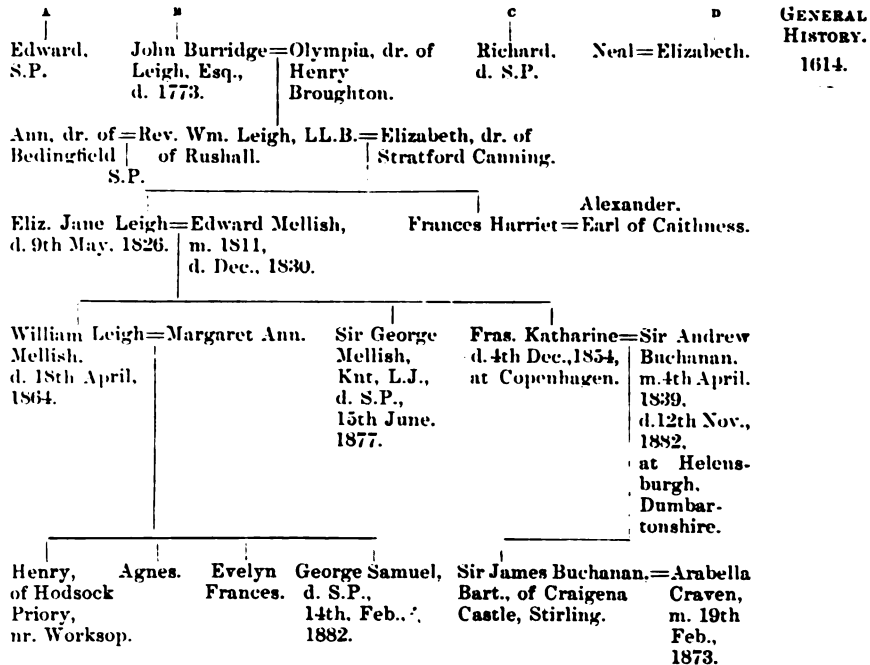 A B C D GENERAL
HISTORY.
1614.
Edward, John Burridge=Olympia, dr. of Richard, Neal=Elizabeth.
S.P. Leigh, Esq., Henry d. S.P.
d. 1773. Broughton.
Ann, dr. of=Rev. Wm. Leigh, LL.B.=Elizabeth, dr. of
Bedingfield of Rushall. Stratford Canning.
S.P.
Alexander.
Eliz. Jane Leigh=Edward Mellish, Frances Harriet=Earl of Caithness.
d. 9th May, 1826. m. 1811,
d. Dec., 1830.
William Leigh=Margaret Ann. Sir George Fras. Katharine=Sir Andrew
Mellish. Mellish, d. 4th Dec., 1854, Buchanan.
d. 18th April, Knt, L.J., at Copenhagen. m. 4th April.
1864. d. S.P., 1839.
15th June. d. 12th Nov.,
1877. 1882,
at Helens-
burgh,
Dumbar-
tonshire.
Henry, Agnes. Evelyn George Samuel, Sir James Buchanan,=Arabella
of Hodsock Frances. d. S.P., Bart., of Craigena Craven,
Priory, 14th, Feb., Castle, Stirling. m. 19th
nr. Worksop. 1882. Feb.,
1873.